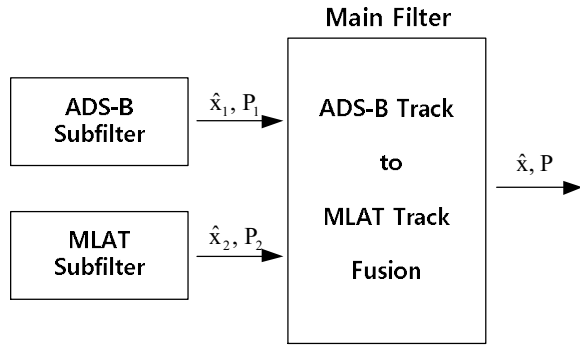 Main Filter
ADS-B
Subfilter
x̂₁, P₁
MLAT
Subfilter
x̂₂, P₂
ADS-B Track
to
MLAT Track
Fusion
x̂, P